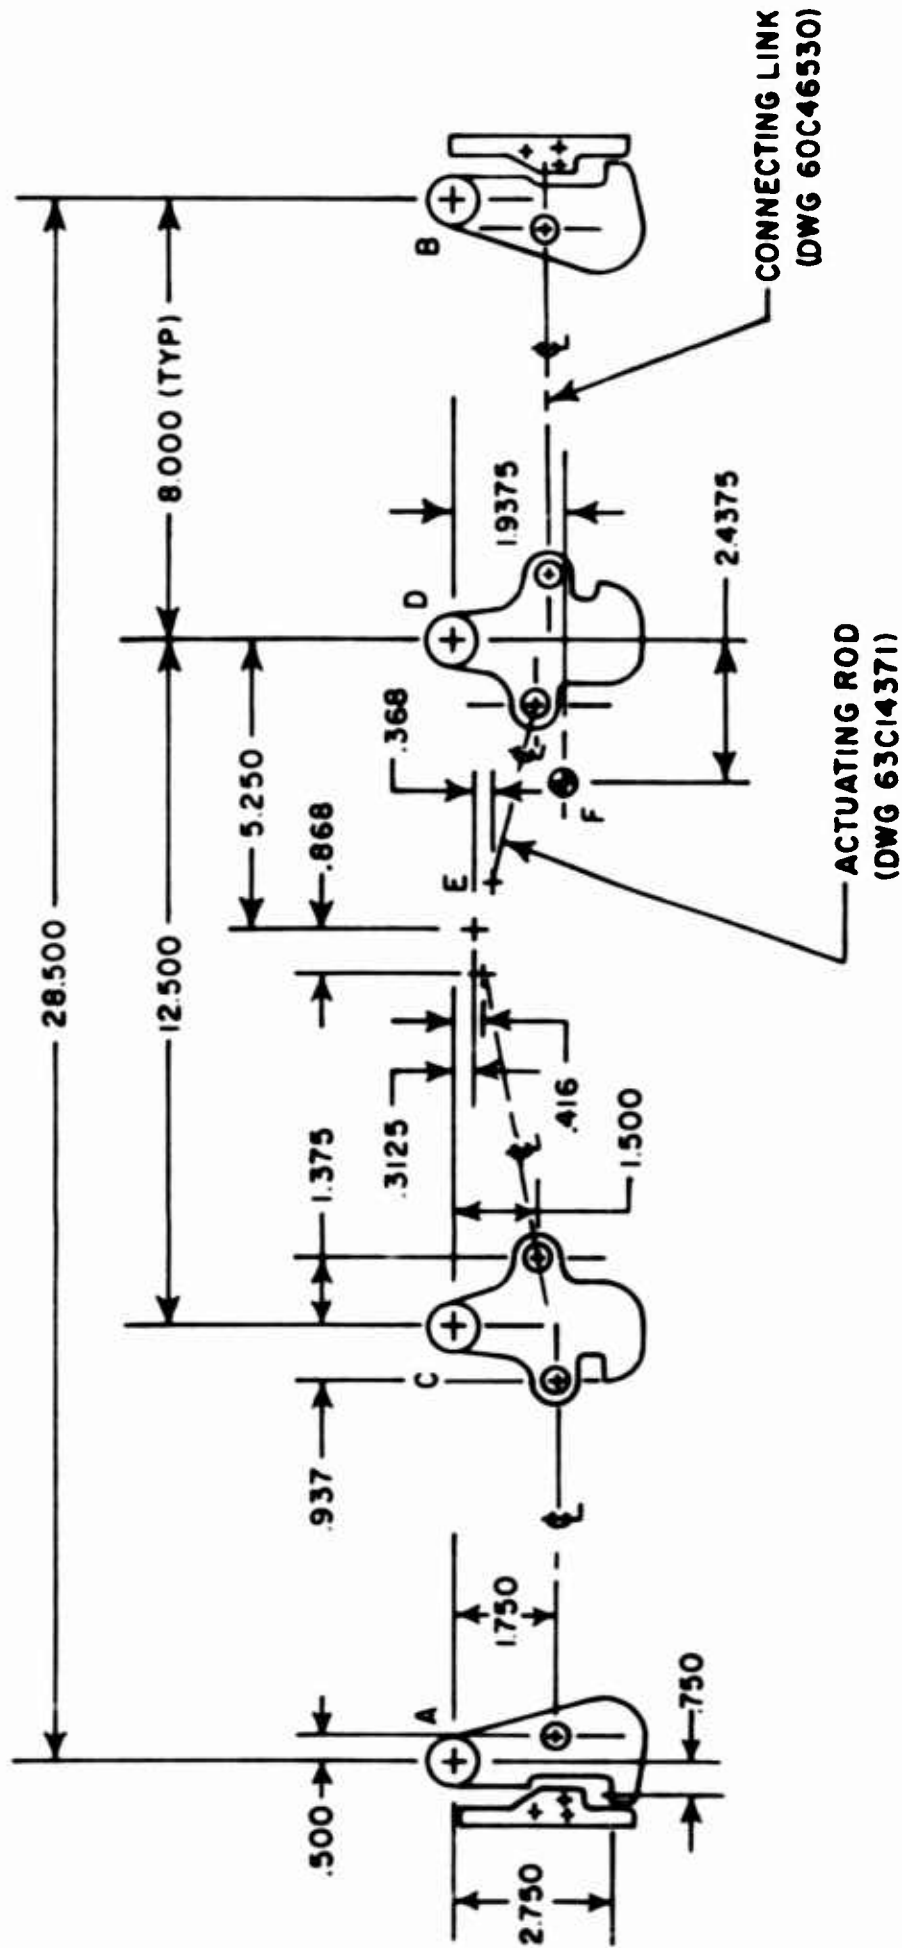 28.500
12.500
8.000 (TYP)
5.250
.868
.500
.937
1.375
.3125
.368
A
C
E
D
B
2.750
1.750
1.500
.416
F
1.9375
.750
2.4375
ACTUATING ROD
(DWG 63C14371)
CONNECTING LINK
(DWG 60C46530)
℄
℄
℄
℄